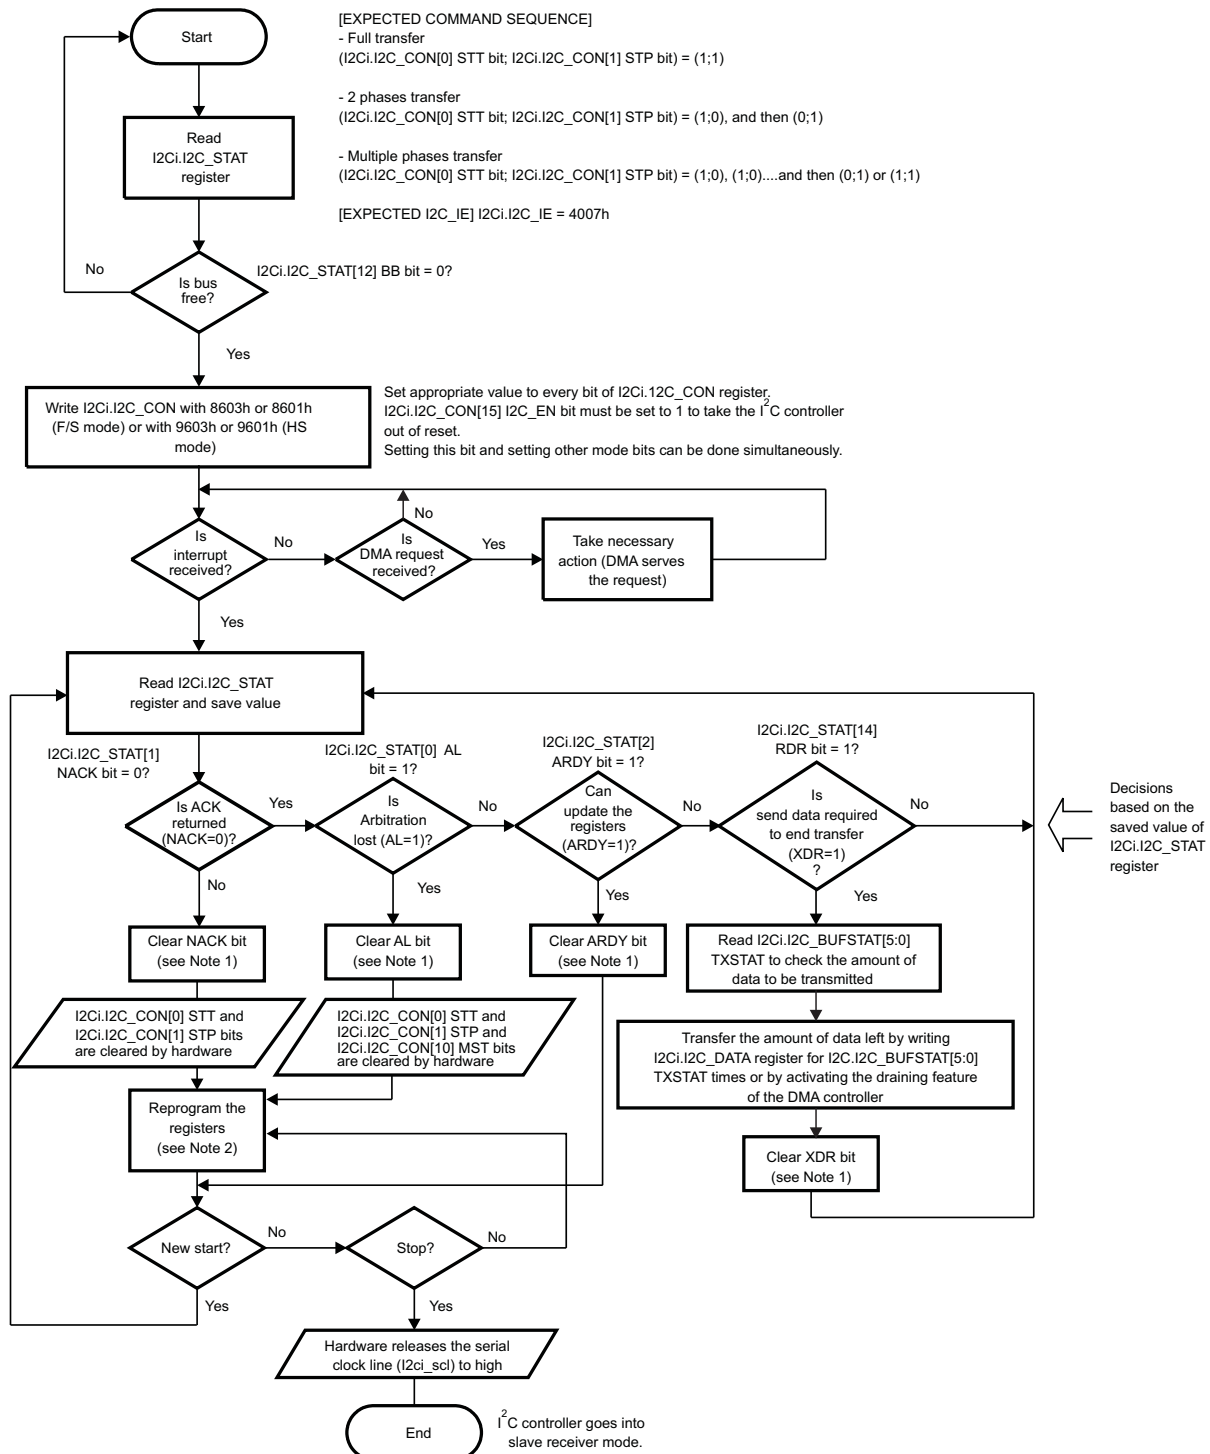 Start
[EXPECTED COMMAND SEQUENCE]
- Full transfer
(I2Ci.I2C_CON[0] STT bit; I2Ci.I2C_CON[1] STP bit) = (1;1)
- 2 phases transfer
(I2Ci.I2C_CON[0] STT bit; I2Ci.I2C_CON[1] STP bit) = (1;0), and then (0;1)
- Multiple phases transfer
(I2Ci.I2C_CON[0] STT bit; I2Ci.I2C_CON[1] STP bit) = (1;0), (1;0)....and then (0;1) or (1;1)
[EXPECTED I2C_IE] I2Ci.I2C_IE = 4007h
Read
I2Ci.I2C_STAT
register
No
I2Ci.I2C_STAT[12] BB bit = 0?
Is bus
free?
Yes
Write I2Ci.I2C_CON with 8603h or 8601h
(F/S mode) or with 9603h or 9601h (HS
mode)
Set appropriate value to every bit of I2Ci.12C_CON register.
I2Ci.I2C_CON[15] I2C_EN bit must be set to 1 to take the I2C controller
out of reset.
Setting this bit and setting other mode bits can be done simultaneously.
Is
interrupt
received?
No
Is
DMA request
received?
No
Yes
Take necessary
action (DMA serves
the request)
Yes
Read I2Ci.I2C_STAT
register and save value
I2Ci.I2C_STAT[1]
NACK bit = 0?
I2Ci.I2C_STAT[0] AL
bit = 1?
I2Ci.I2C_STAT[2]
ARDY bit = 1?
I2Ci.I2C_STAT[14]
RDR bit = 1?
Is ACK
returned
(NACK=0)?
Yes
Is
Arbitration
lost (AL=1)?
No
Can
update the
registers
(ARDY=1)?
No
Is
send data required
to end transfer
(XDR=1)
?
No
Decisions
based on the
saved value of
I2Ci.I2C_STAT
register
No
Yes
Yes
Yes
Clear NACK bit
(see Note 1)
Clear AL bit
(see Note 1)
Clear ARDY bit
(see Note 1)
Read I2Ci.I2C_BUFSTAT[5:0]
TXSTAT to check the amount of
data to be transmitted
I2Ci.I2C_CON[0] STT and
I2Ci.I2C_CON[1] STP bits
are cleared by hardware
I2Ci.I2C_CON[0] STT and
I2Ci.I2C_CON[1] STP and
I2Ci.I2C_CON[10] MST bits
are cleared by hardware
Transfer the amount of data left by writing
I2Ci.I2C_DATA register for I2C.I2C_BUFSTAT[5:0]
TXSTAT times or by activating the draining feature
of the DMA controller
Reprogram the
registers
(see Note 2)
Clear XDR bit
(see Note 1)
New start?
No
Stop?
No
Yes
Yes
Hardware releases the serial
clock line (I2ci_scl) to high
End
I2C controller goes into
slave receiver mode.